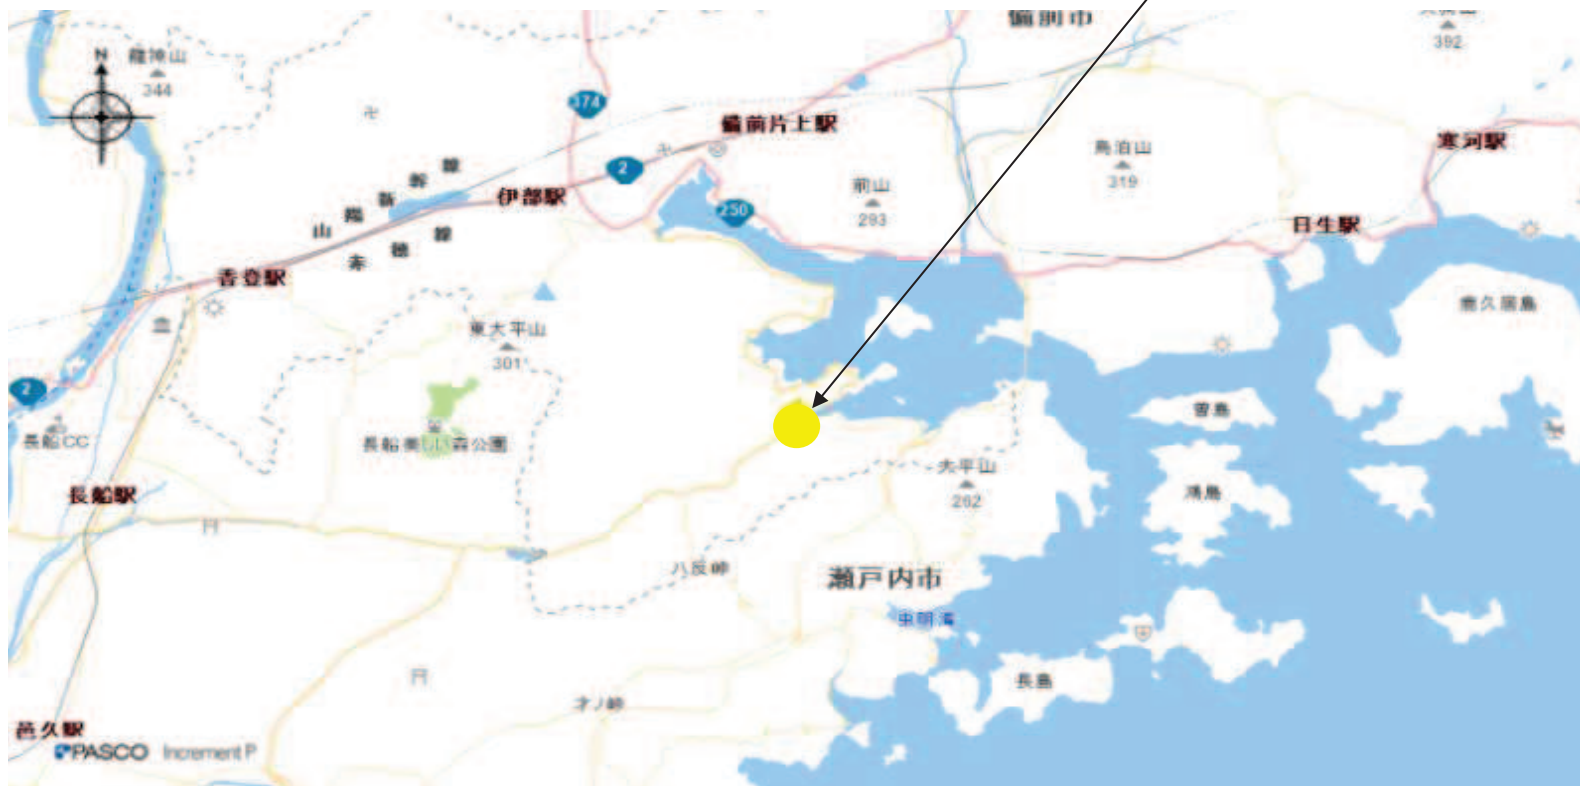 備前市
392
N
龍神山
344
374
備前片上駅
寒河駅
鳥泊山
319
2
前山
293
伊部駅
250
山陽新幹線
赤穂線
日生駅
香登駅
鹿久居島
東大平山
301
2
曽島
長船CC
長船美しい森公園
大平山
262
長船駅
鴻島
八反峠
瀬戸内市
虫明湾
長島
才ノ峠
邑久駅
PASCO Increment P